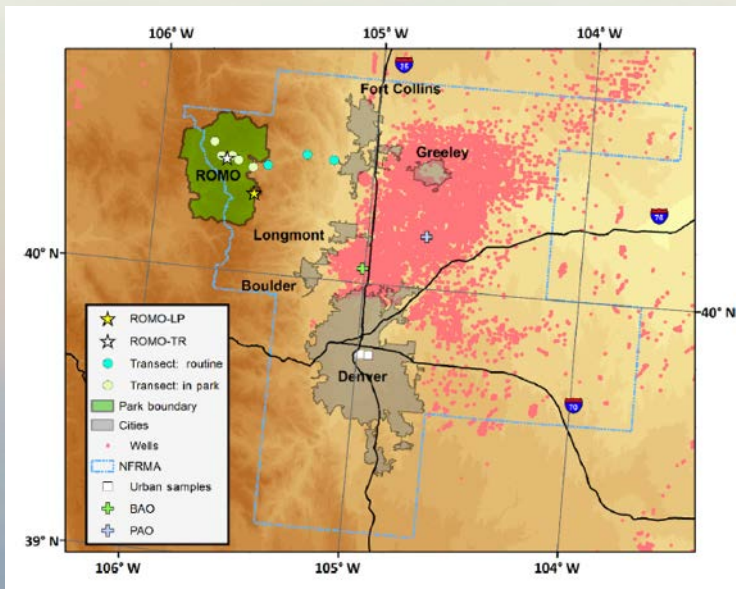 106° W
105° W
104° W
25
Fort Collins
Greeley
ROMO
Longmont
76
40° N
Boulder
40° N
ROMO-LP
ROMO-TR
Transect: routine
Transect: in park
Park boundary
Cities
Wells
NFRMA
Urban samples
BAO
PAO
Denver
70
39° N
106° W
105° W
104° W